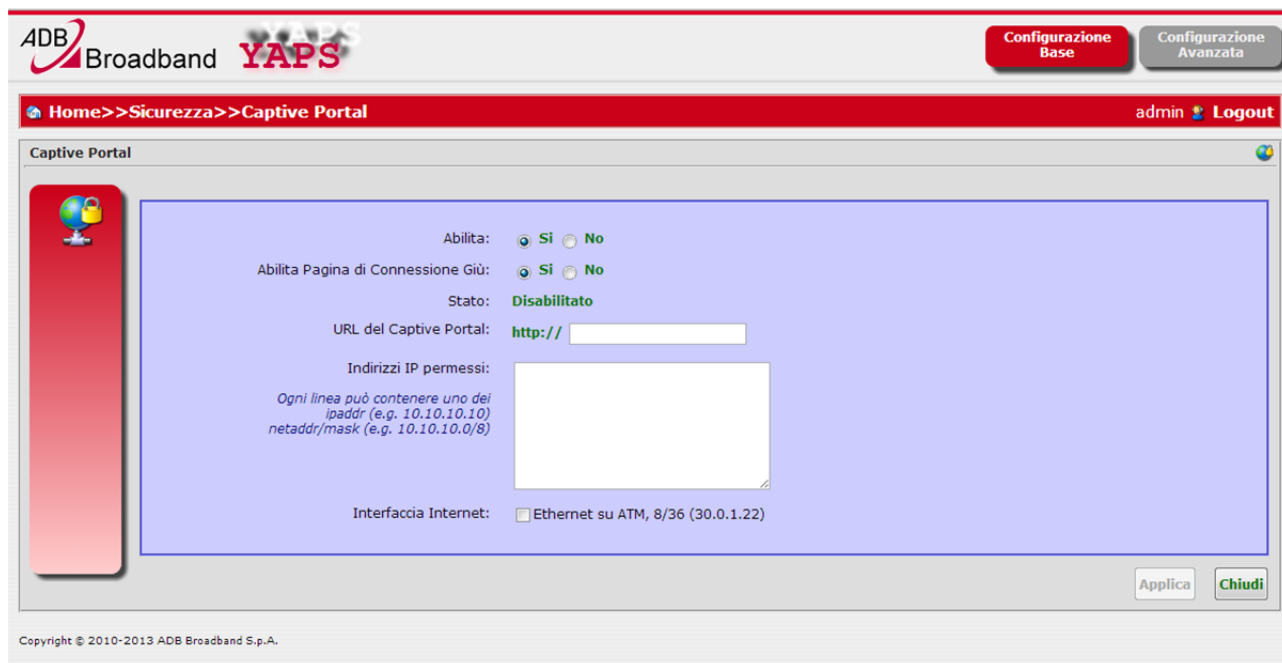 ADB Broadband YAPS
Configurazione Base
Configurazione Avanzata
Home>>Sicurezza>>Captive Portal
admin Logout
Captive Portal
Abilita: Si No
Abilita Pagina di Connessione Giù: Si No
Stato: Disabilitato
URL del Captive Portal: http://
Indirizzi IP permessi:
Ogni linea può contenere uno dei
ipaddr (e.g. 10.10.10.10)
netaddr/mask (e.g. 10.10.10.0/8)
Interfaccia Internet: Ethernet su ATM, 8/36 (30.0.1.22)
Applica Chiudi
Copyright © 2010-2013 ADB Broadband S.p.A.